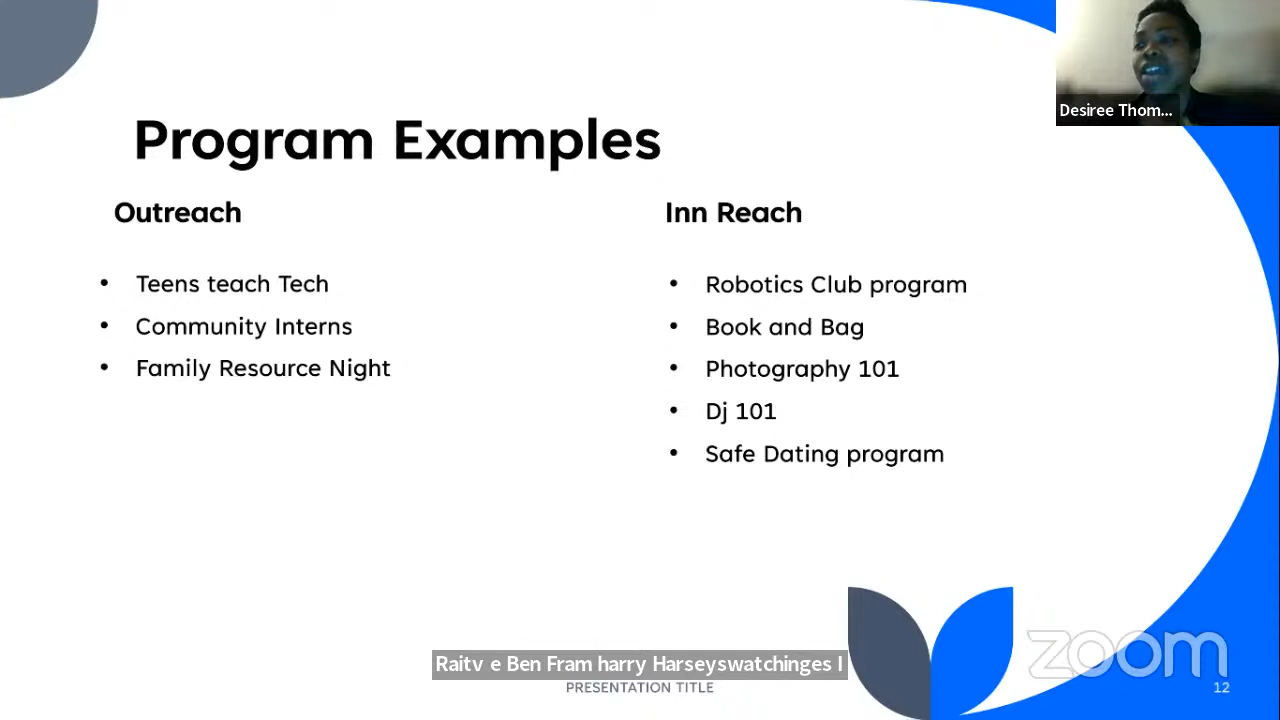 Desiree Thom...
Program Examples
Outreach
• Teens teach Tech
• Community Interns
• Family Resource Night
Inn Reach
• Robotics Club program
• Book and Bag
• Photography 101
• Dj 101
• Safe Dating program
Raitv e Ben Fram harry Harseyswatchinges I
PRESENTATION TITLE
zoom
12